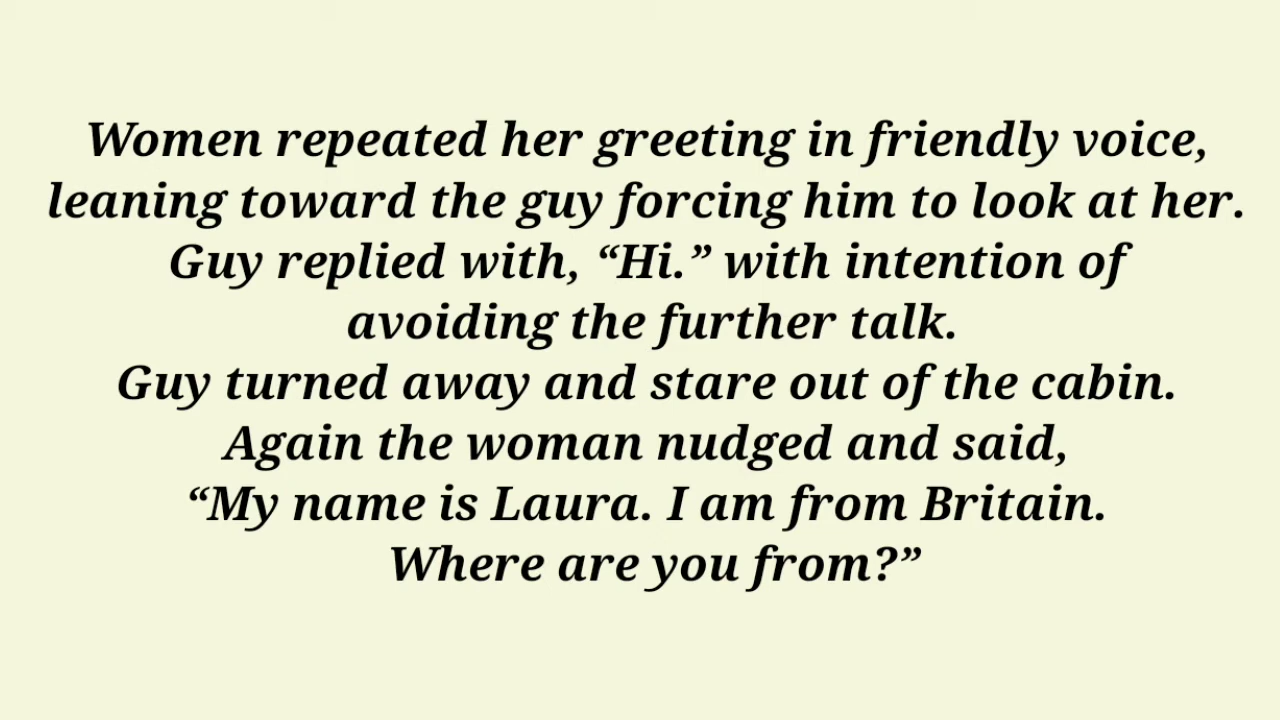 Women repeated her greeting in friendly voice,
leaning toward the guy forcing him to look at her.
Guy replied with, “Hi.” with intention of
avoiding the further talk.
Guy turned away and stare out of the cabin.
Again the woman nudged and said,
“My name is Laura. I am from Britain.
Where are you from?”